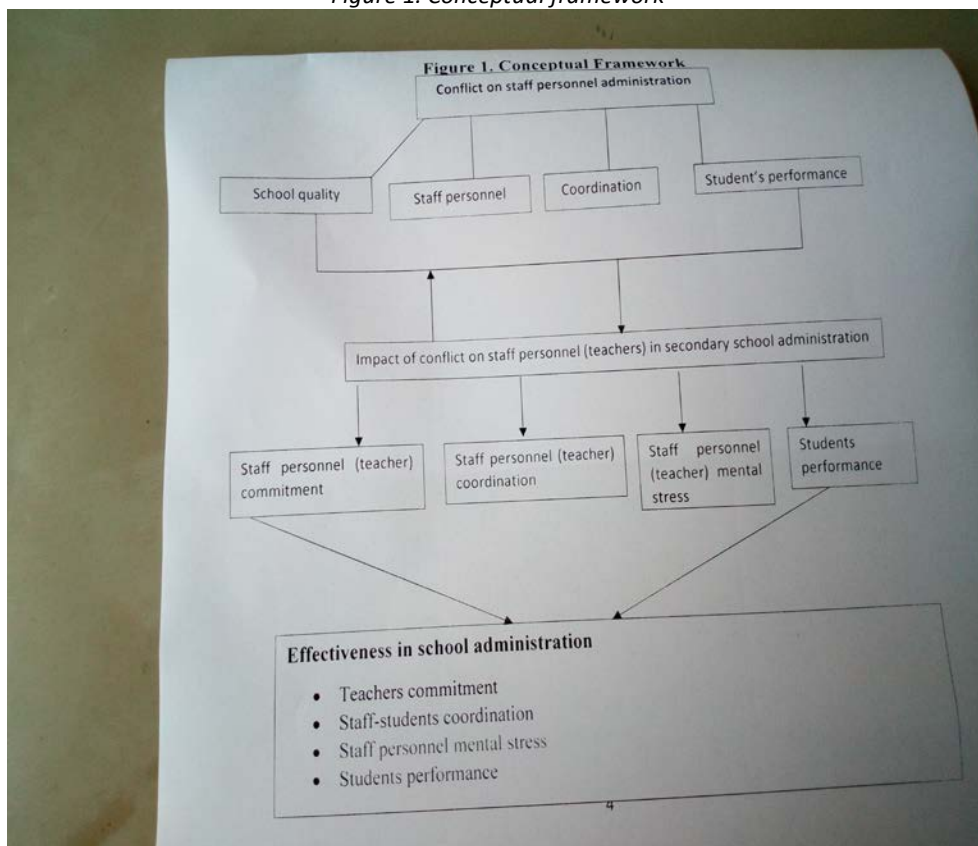 Figure 1. Conceptual framework
Figure 1. Conceptual Framework
Conflict on staff personnel administration
School quality
Staff personnel
Coordination
Student's performance
Impact of conflict on staff personnel (teachers) in secondary school administration
Staff personnel (teacher)
commitment
Staff personnel (teacher)
coordination
Staff personnel
(teacher) mental
stress
Students
performance
Effectiveness in school administration
• Teachers commitment
• Staff-students coordination
• Staff personnel mental stress
• Students performance
4